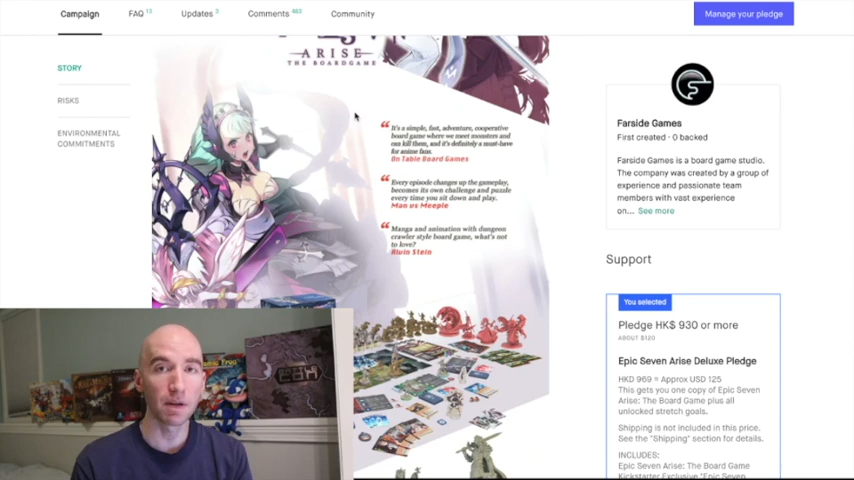 Campaign
FAQ 13
Updates 3
Comments 483
Community
Manage your pledge
STORY
RISKS
ENVIRONMENTAL
COMMITMENTS
ARISE
THE BOARDGAME
It's a simple, fast, adventure, cooperative
board game where we meet monsters and
can kill them, and it's definitely a must-have
for anime fans.
On Table Board Games
Every episode changes up the gameplay,
becomes its own challenge and puzzle
every time you sit down and play.
Man vs Meeple
Manga and animation with dungeon
crawler style board game, what's not
to love?
Alvin Stein
Farside Games
First created · 0 backed
Farside Games is a board game studio.
The company was created by a group of
experience and passionate team
members with vast experience
on... See more
Support
You selected
Pledge HK$ 930 or more
ABOUT $120
Epic Seven Arise Deluxe Pledge
HKD 969 = Approx USD 125
This gets you one copy of Epic Seven
Arise: The Board Game plus all
unlocked stretch goals.
Shipping is not included in this price.
See the "Shipping" section for details.
INCLUDES:
Epic Seven Arise: The Board Game
Kickstarter Exclusive "Epic Seven